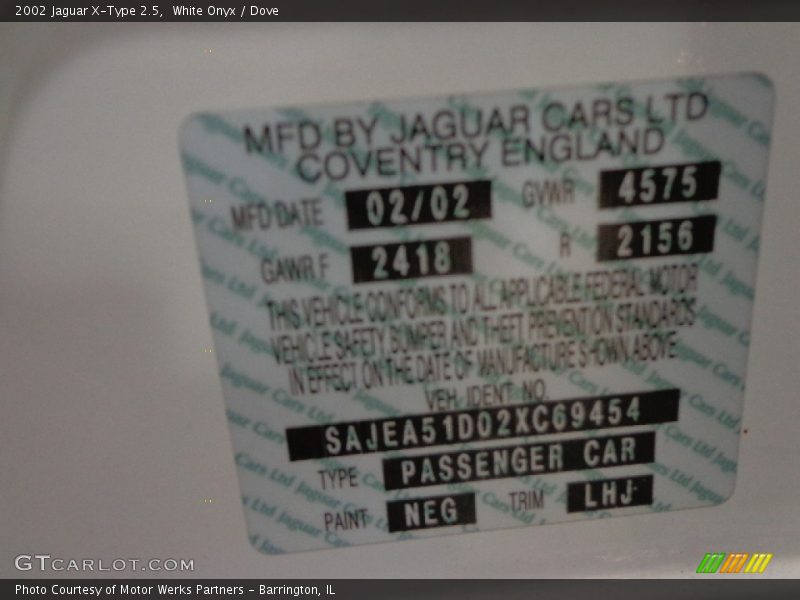 2002 Jaguar X-Type 2.5, White Onyx / Dove
MFD BY JAGUAR CARS LTD
COVENTRY ENGLAND
MFD DATE 02/02 GVWR 4575
GAWR F 2418 R 2156
THIS VEHICLE CONFORMS TO ALL APPLICABLE FEDERAL MOTOR
VEHICLE SAFETY BUMPER AND THEFT PREVENTION STANDARDS
IN EFFECT ON THE DATE OF MANUFACTURE SHOWN ABOVE
VEH. IDENT. NO.
SAJEA51D02XC69454
TYPE PASSENGER CAR
PAINT NEG TRIM LHJ
GTCARLOT.COM
Photo Courtesy of Motor Werks Partners - Barrington, IL